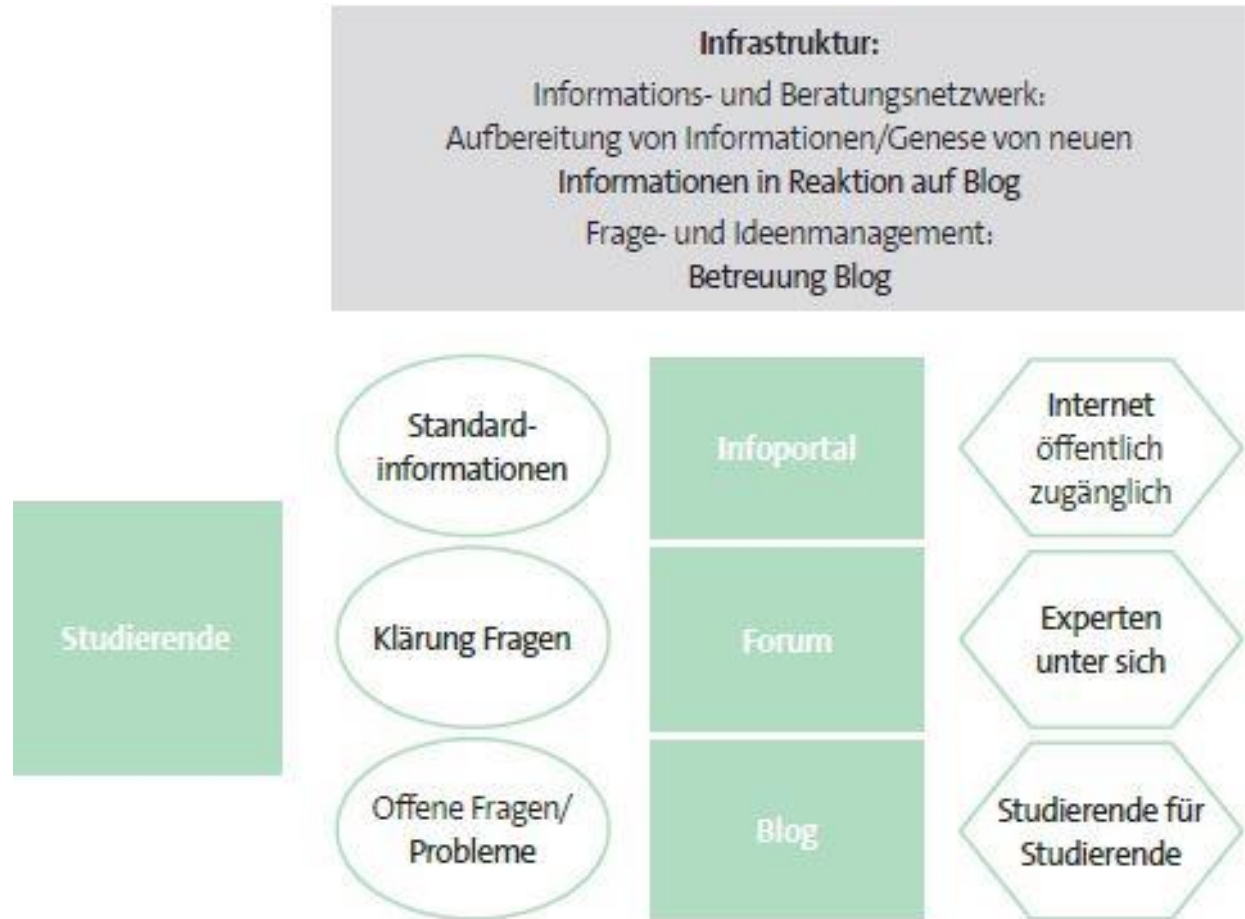 Infrastruktur:
Informations- und Beratungsnetzwerk:
Aufbereitung von Informationen/Genese von neuen
Informationen in Reaktion auf Blog
Frage- und Ideenmanagement:
Betreuung Blog
Studierende
Standard-
informationen
Infoportal
Internet
öffentlich
zugänglich
Klärung Fragen
Forum
Experten
unter sich
Offene Fragen/
Probleme
Blog
Studierende für
Studierende